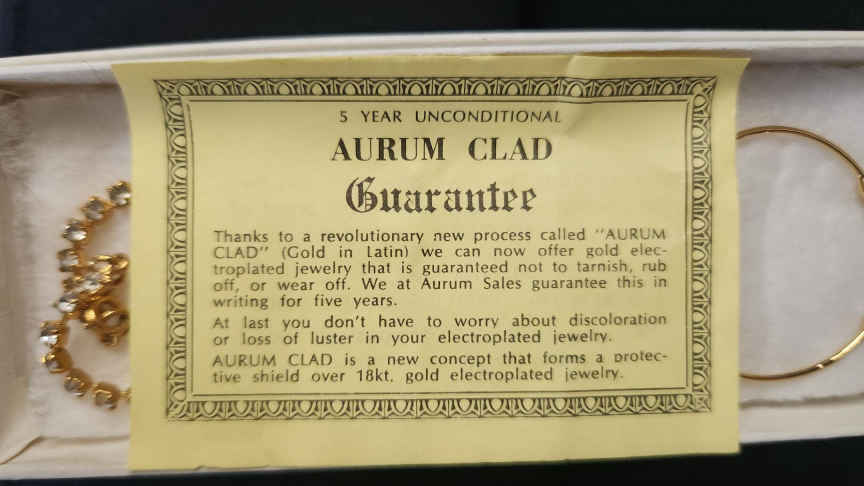 5 YEAR UNCONDITIONAL
AURUM CLAD
Guarantee
Thanks to a revolutionary new process called "AURUM
CLAD" (Gold in Latin) we can now offer gold elec-
troplated jewelry that is guaranteed not to tarnish, rub
off, or wear off. We at Aurum Sales guarantee this in
writing for five years.
At last you don't have to worry about discoloration
or loss of luster in your electroplated jewelry.
AURUM CLAD is a new concept that forms a protec-
tive shield over 18kt. gold electroplated jewelry.